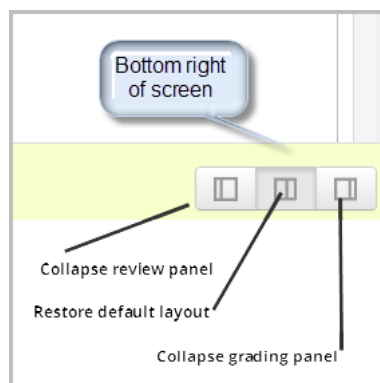 Bottom right
of screen
Collapse review panel
Restore default layout
Collapse grading panel